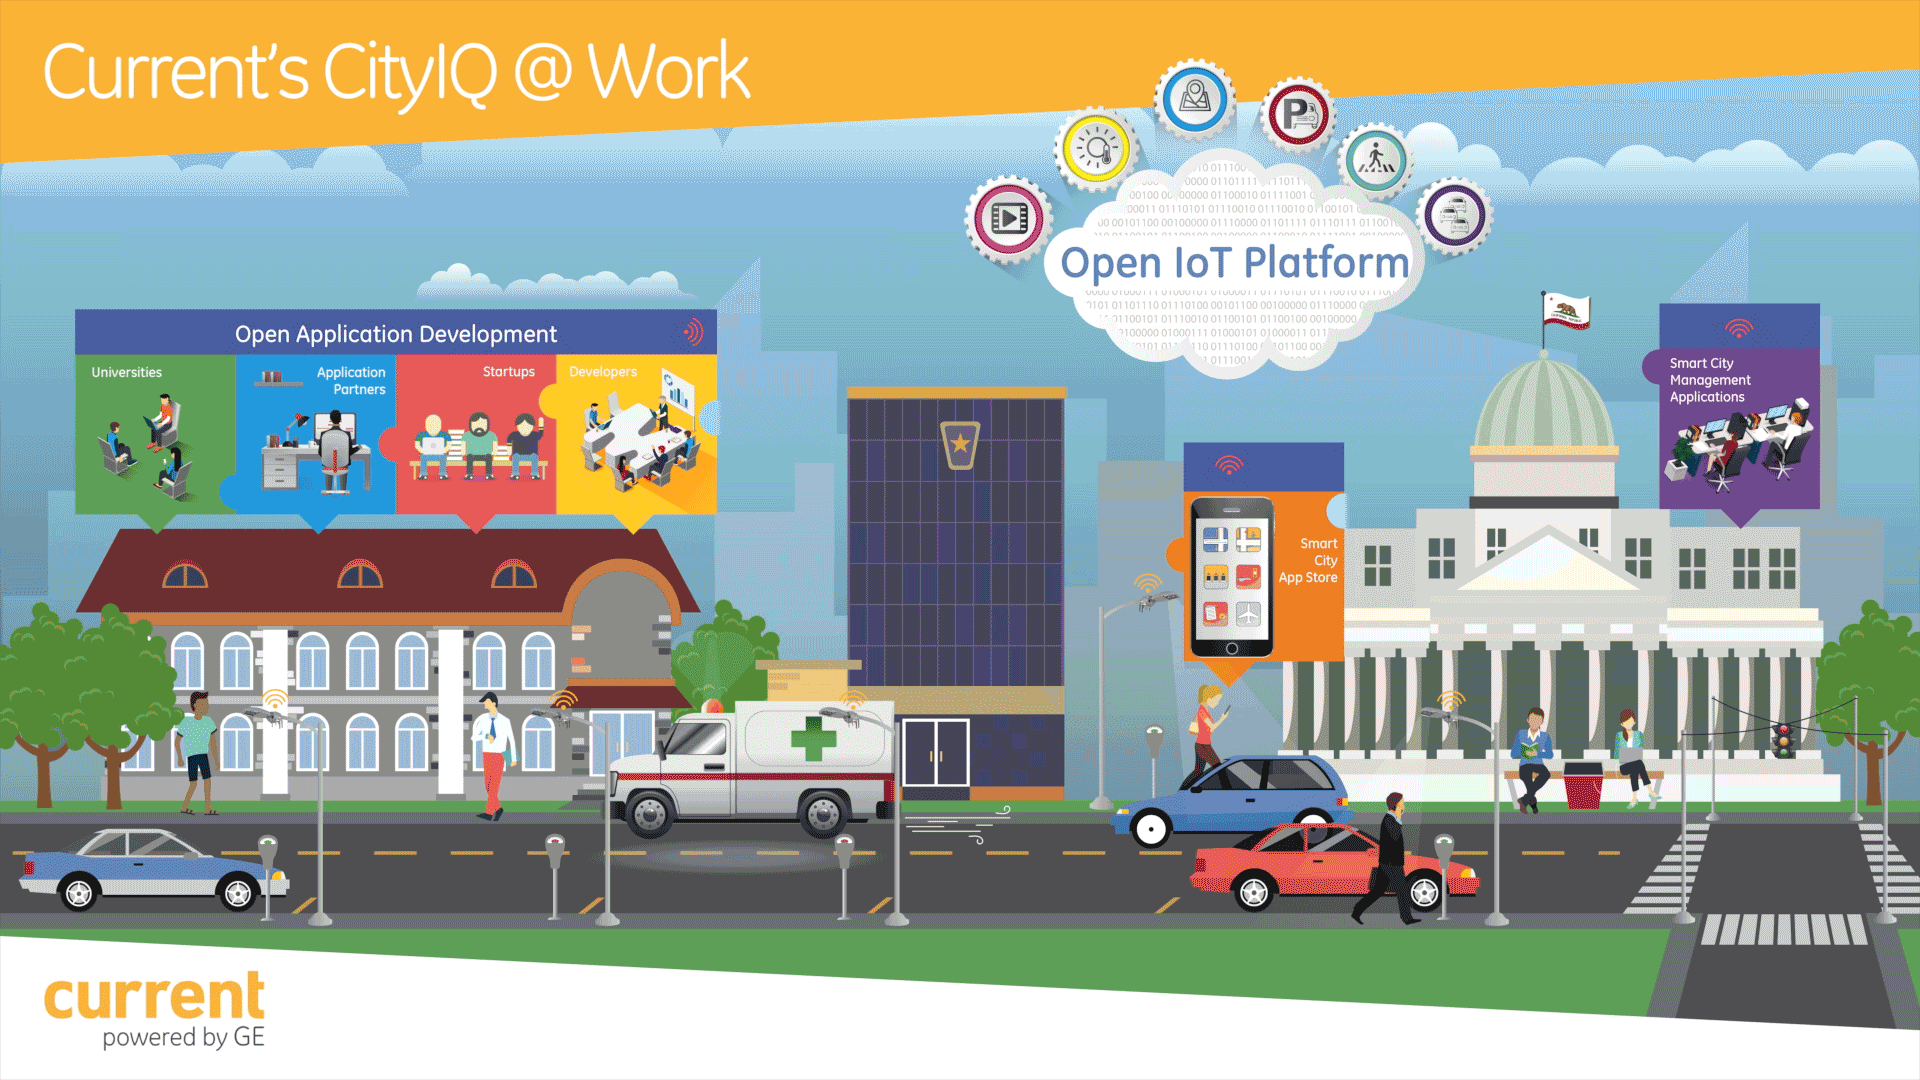 Current's CityIQ @ Work
P
Open IoT Platform
Open Application Development
Universities
Application
Partners
Startups
Developers
Smart City
Management
Applications
Smart
City
App Store
current
powered by GE